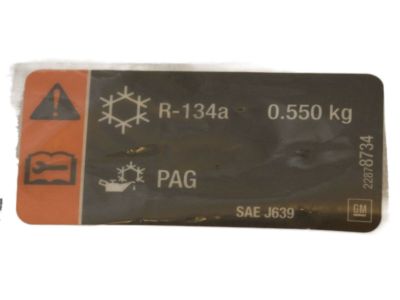 R-134a 0.550 kg
PAG
SAE J639
22878734
GM